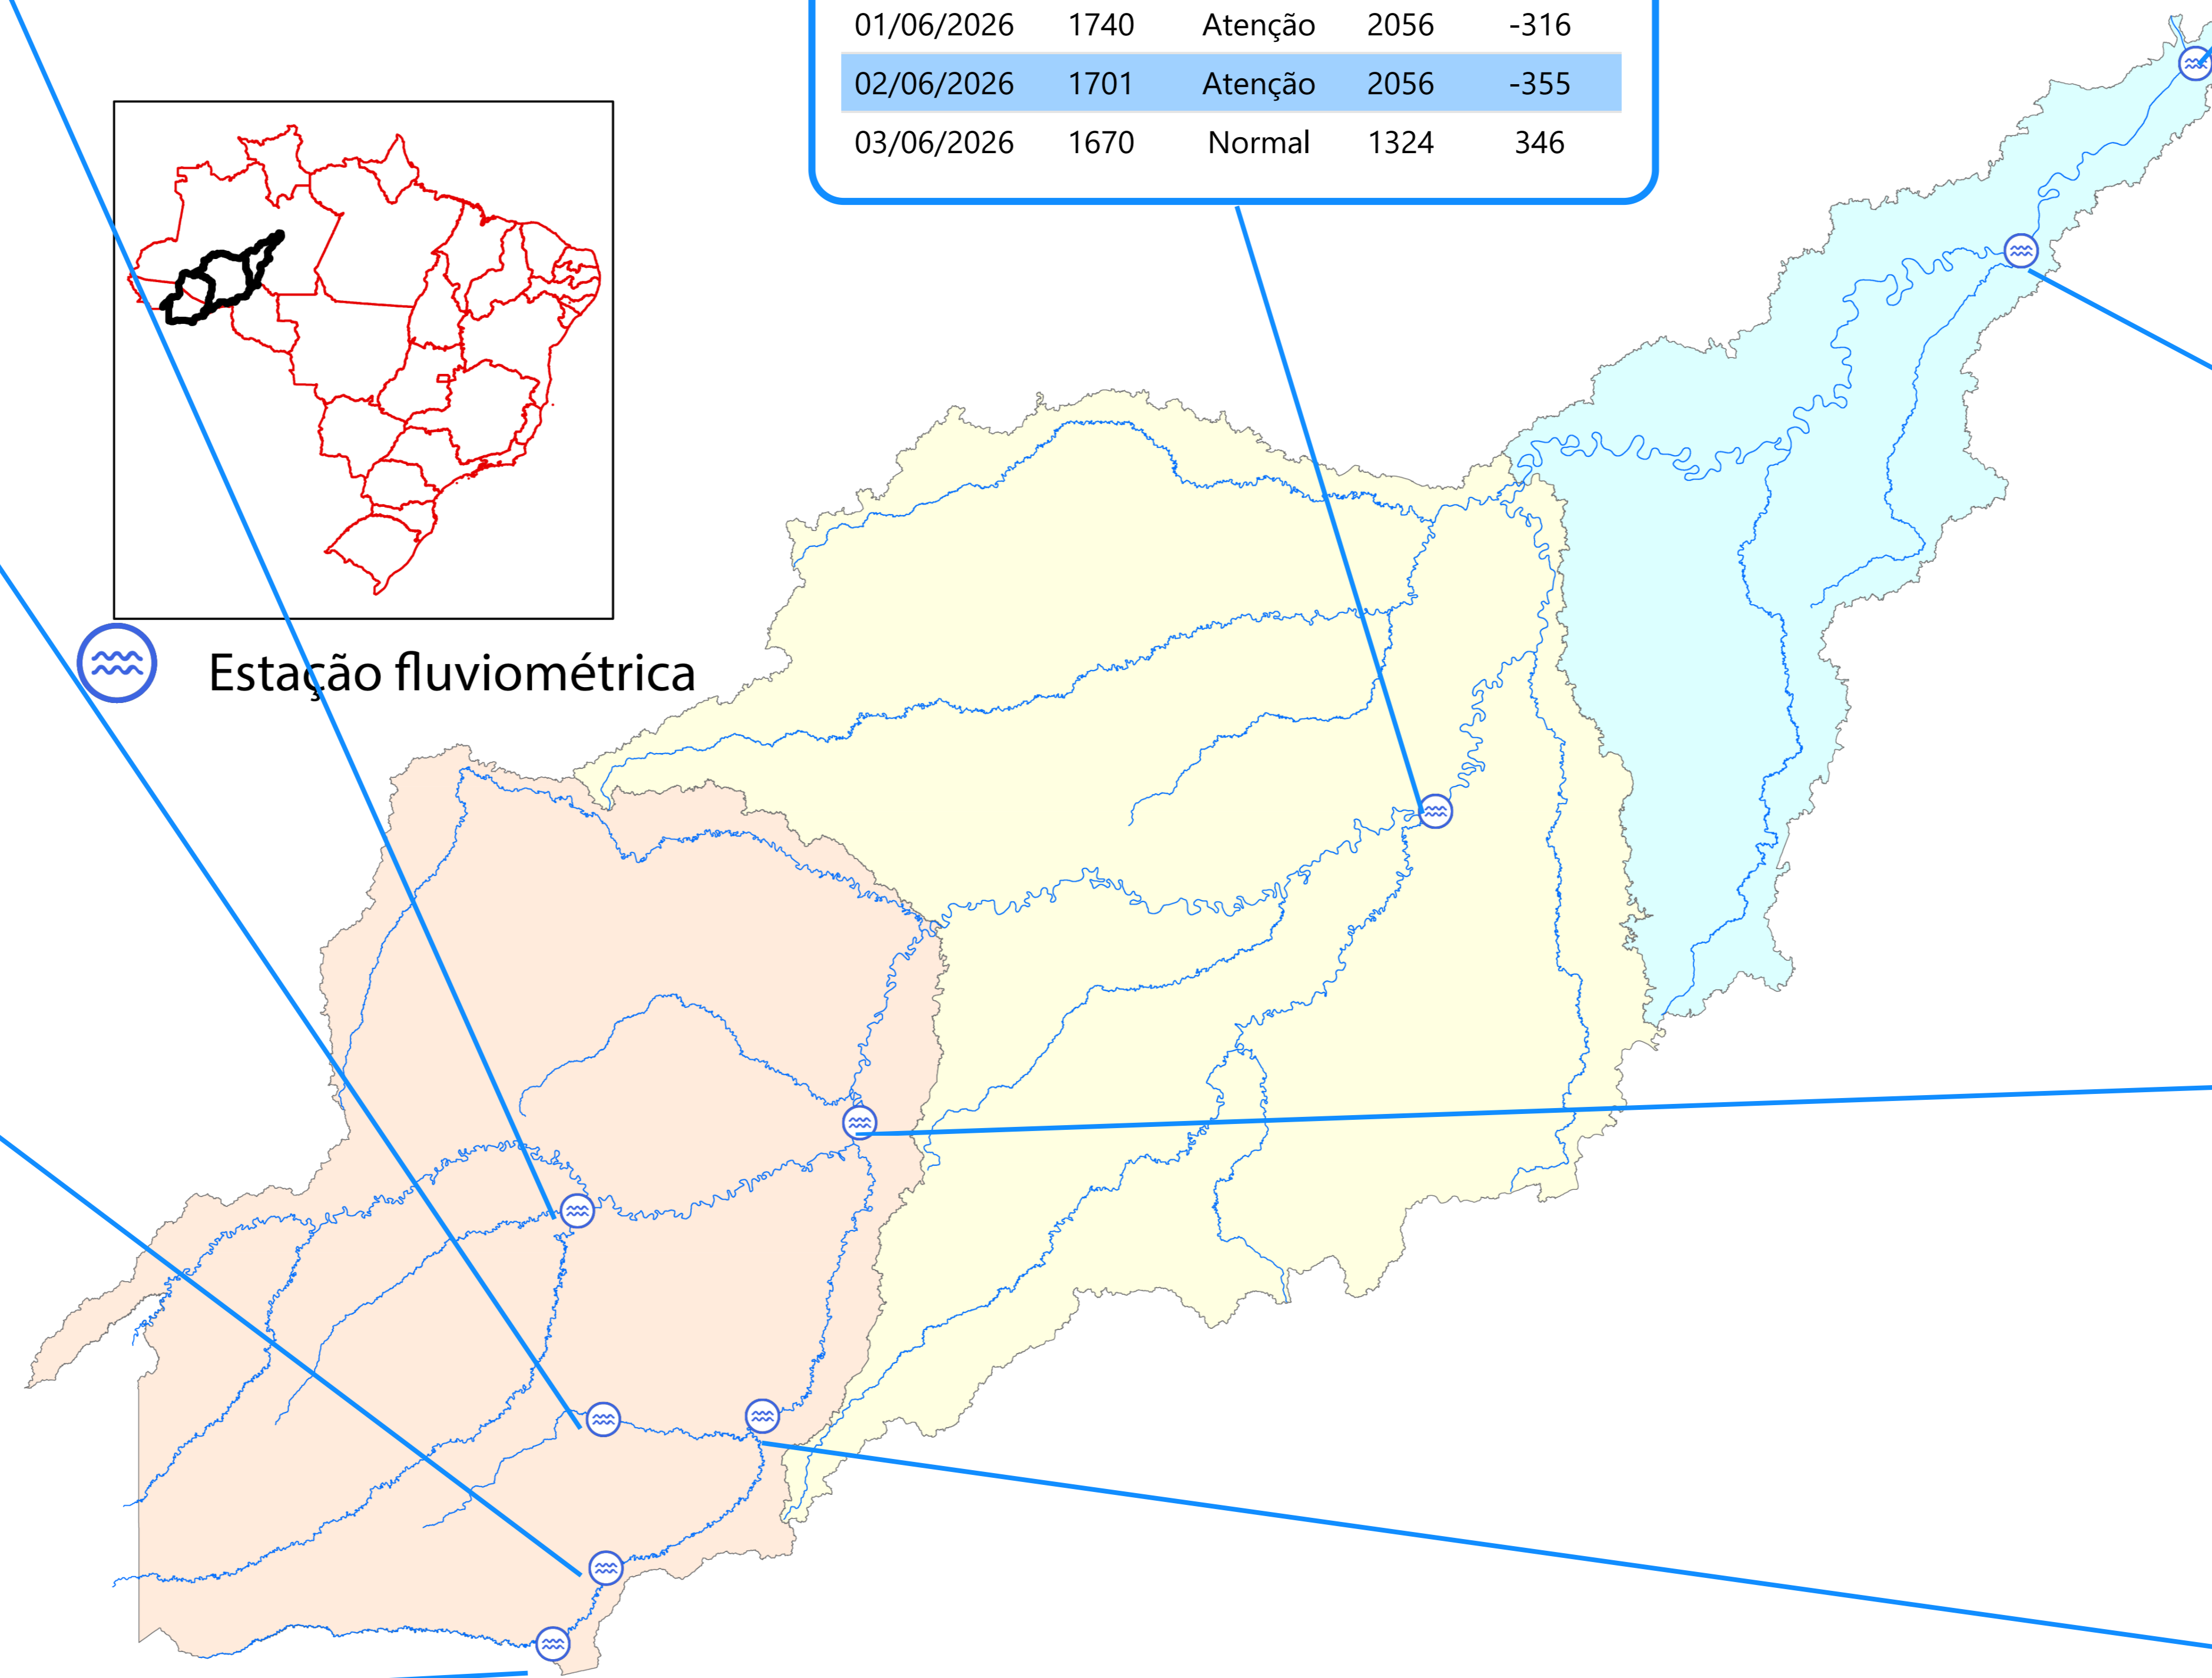 01/06/2026 1740 Atenção 2056 -316
02/06/2026 1701 Atenção 2056 -355
03/06/2026 1670 Normal 1324 346
Estação fluviométrica